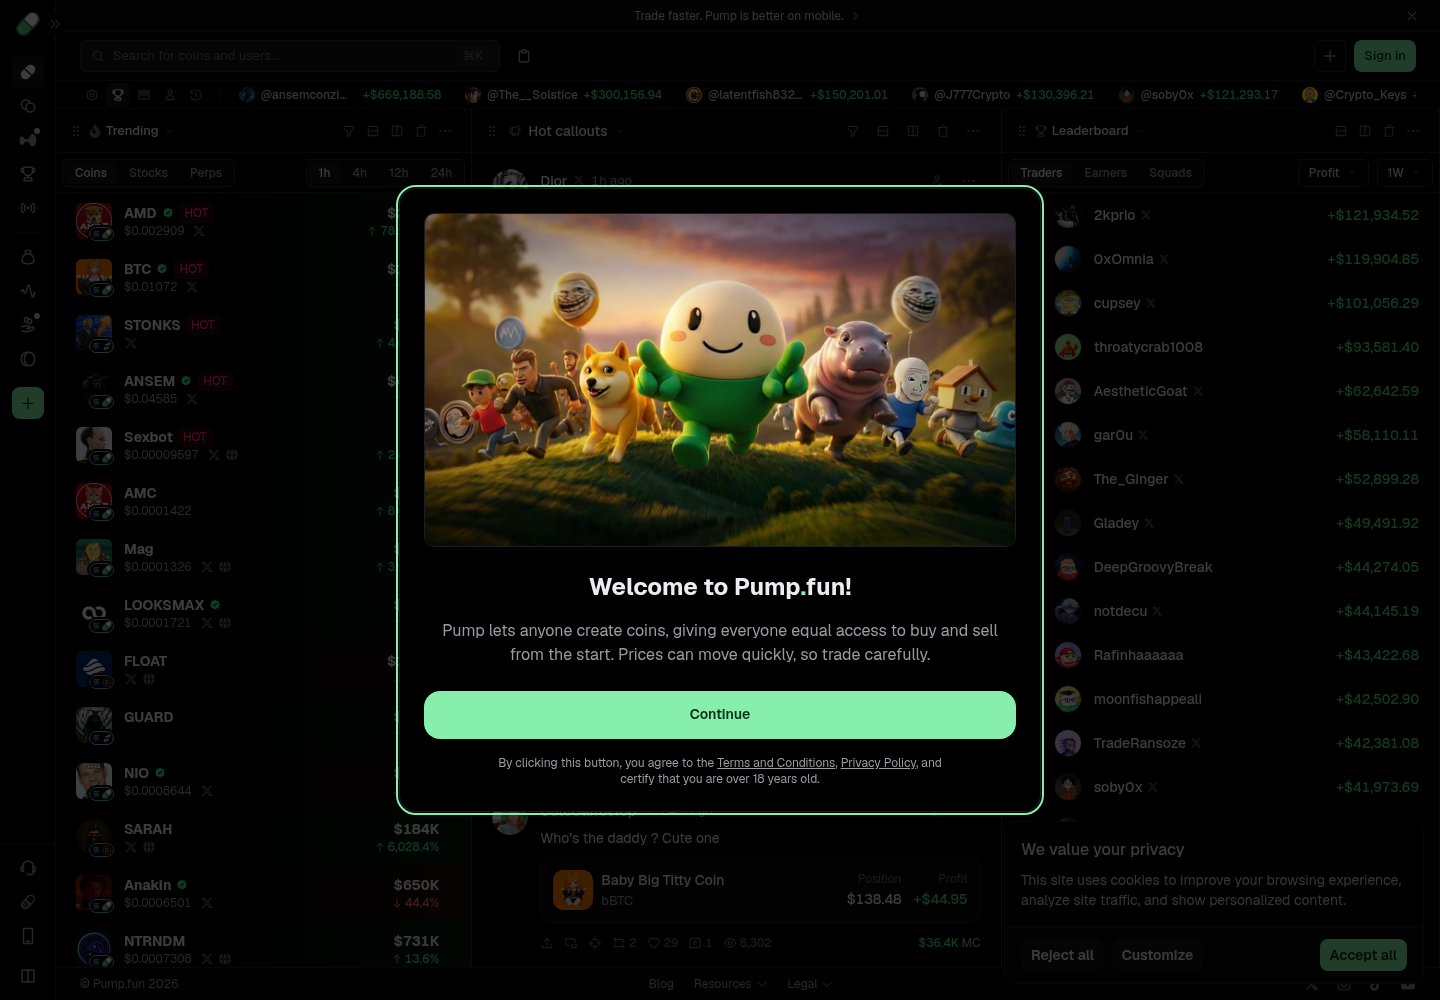 Trade faster. Pump is better on mobile.
Search for coins and users...
⌘K
Sign in
@ansemconzi... +$669,188.58
@The__Solstice +$300,156.94
@latentfish832... +$150,201.01
@J777Crypto +$130,396.21
@soby0x +$121,293.17
@Crypto_Keys
Trending
Coins
Stocks
Perps
1h
4h
12h
24h
AMD HOT
$0.002909
BTC HOT
$0.01072
STONKS HOT
ANSEM HOT
$0.04585
Sexbot HOT
$0.00009597
AMC
$0.0001422
Mag
$0.0001326
LOOKSMAX
$0.0001721
FLOAT
GUARD
NIO
$0.0008644
SARAH
$184K
↑ 6,028.4%
Anakin
$0.0006501
$650K
↓ 44.4%
NTRNDM
$0.0007308
$731K
↑ 13.6%
Hot callouts
Dior 1h ago
Welcome to Pump.fun!
Pump lets anyone create coins, giving everyone equal access to buy and sell
from the start. Prices can move quickly, so trade carefully.
Continue
By clicking this button, you agree to the Terms and Conditions, Privacy Policy, and
certify that you are over 18 years old.
Who's the daddy ? Cute one
Baby Big Titty Coin
bBTC
Position
$138.48
Profit
+$44.95
2
29
1
8,302
$36.4K MC
Leaderboard
Traders
Earners
Squads
Profit
1W
2kprio +$121,934.52
0xOmnia +$119,904.85
cupsey +$101,056.29
throatycrab1008 +$93,581.40
AestheticGoat +$62,642.59
gar0u +$58,110.11
The_Ginger +$52,899.28
Gladey +$49,491.92
DeepGroovyBreak +$44,274.05
notdecu +$44,145.19
Rafinhaaaaaa +$43,422.68
moonfishappeali +$42,502.90
TradeRansoze +$42,381.08
soby0x +$41,973.69
We value your privacy
This site uses cookies to improve your browsing experience,
analyze site traffic, and show personalized content.
Reject all
Customize
Accept all
© Pump.fun 2026
Blog
Resources
Legal